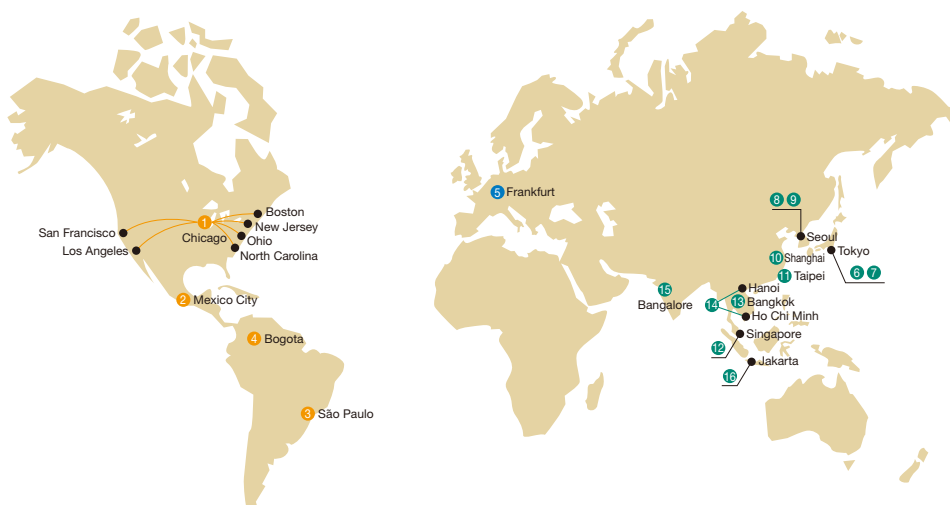 1
Boston
New Jersey
San Francisco
Chicago
Ohio
Los Angeles
North Carolina
2 Mexico City
4 Bogota
3 São Paulo
5 Frankfurt
8 9
Seoul
10 Shanghai
Tokyo
11 Taipei
6 7
15
Bangalore
Hanoi
14
13 Bangkok
Ho Chi Minh
Singapore
12
Jakarta
16